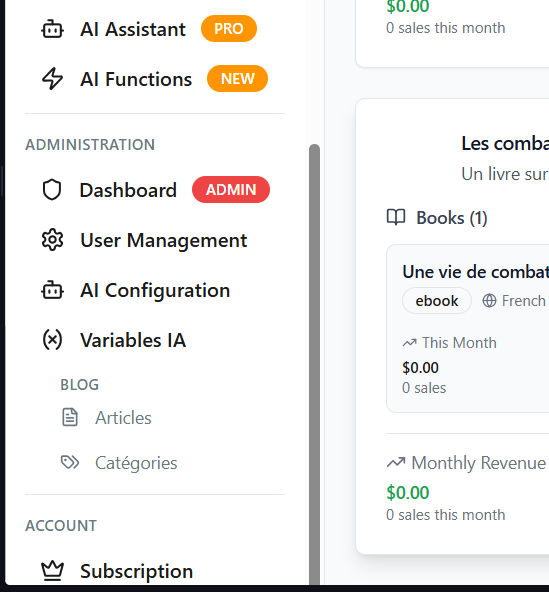 AI Assistant PRO
AI Functions NEW
ADMINISTRATION
Dashboard ADMIN
User Management
AI Configuration
Variables IA
BLOG
Articles
Catégories
ACCOUNT
Subscription
$0.00
0 sales this month
Les comba
Un livre sur
Books (1)
Une vie de combat
ebook French
This Month
$0.00
0 sales
Monthly Revenue
$0.00
0 sales this month